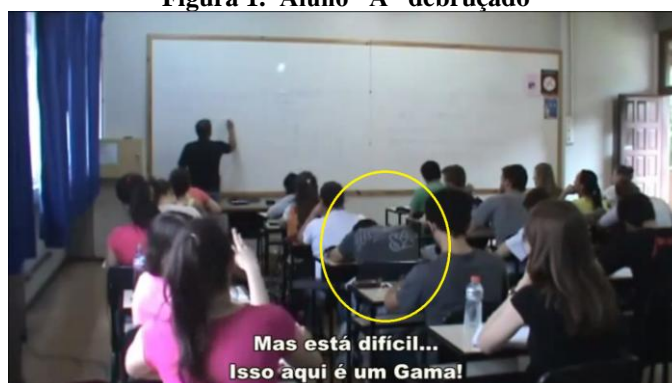 Figura 1. Aluno "A" debruçado
Mas está difícil...
Isso aqui é um Gama!